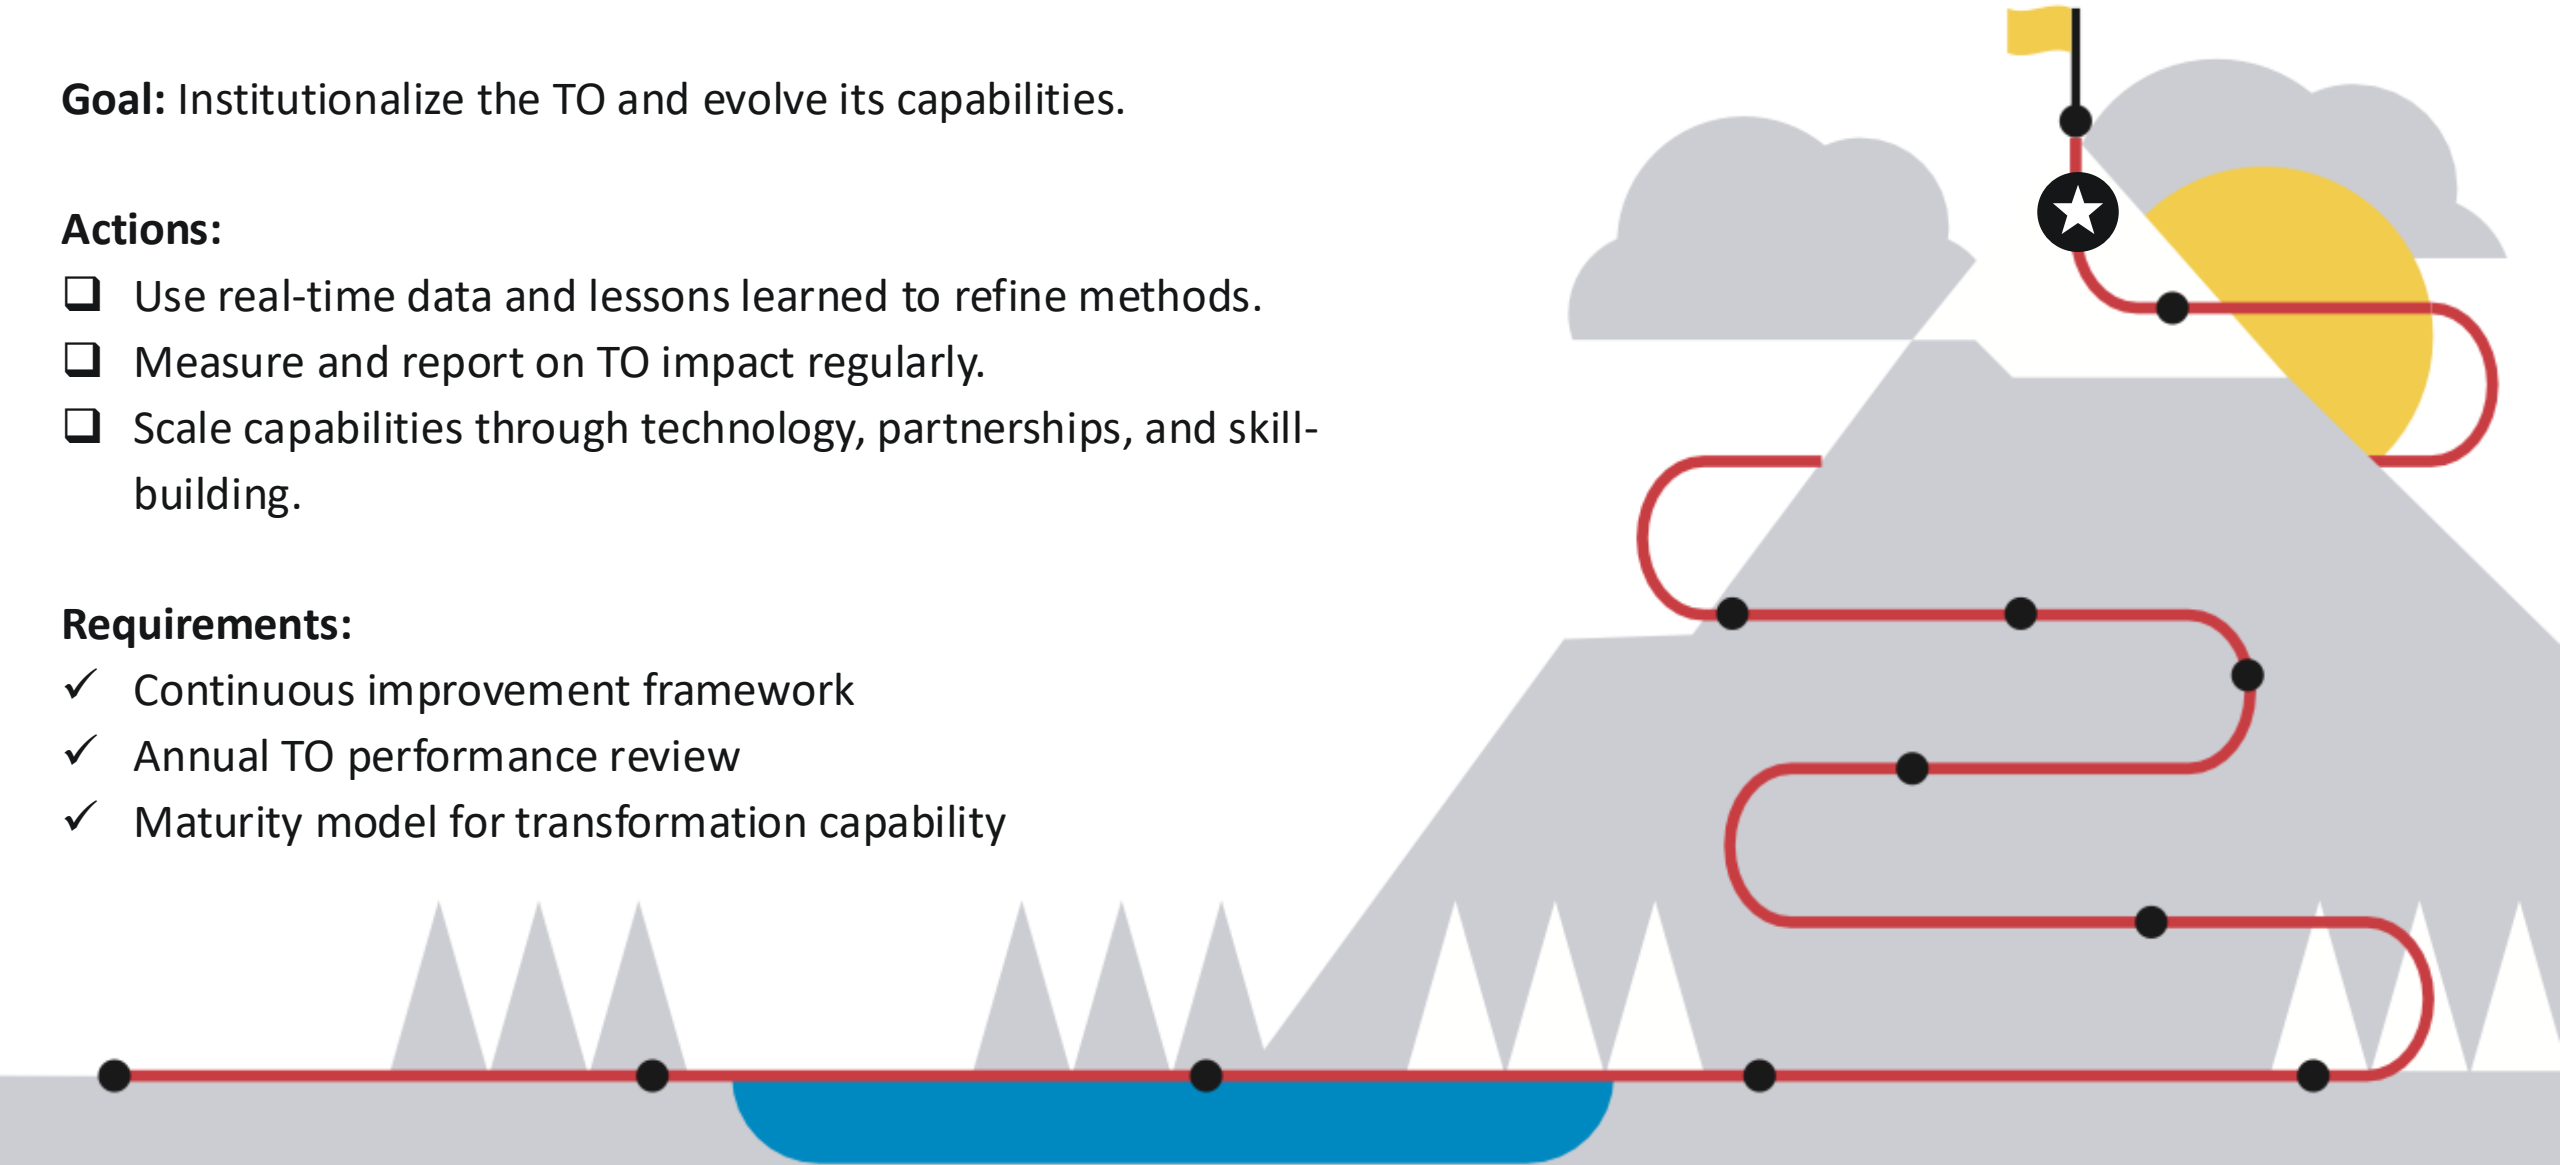 Goal: Institutionalize the TO and evolve its capabilities.
Actions:
❑ Use real-time data and lessons learned to refine methods.
❑ Measure and report on TO impact regularly.
❑ Scale capabilities through technology, partnerships, and skill-
building.
Requirements:
✓ Continuous improvement framework
✓ Annual TO performance review
✓ Maturity model for transformation capability